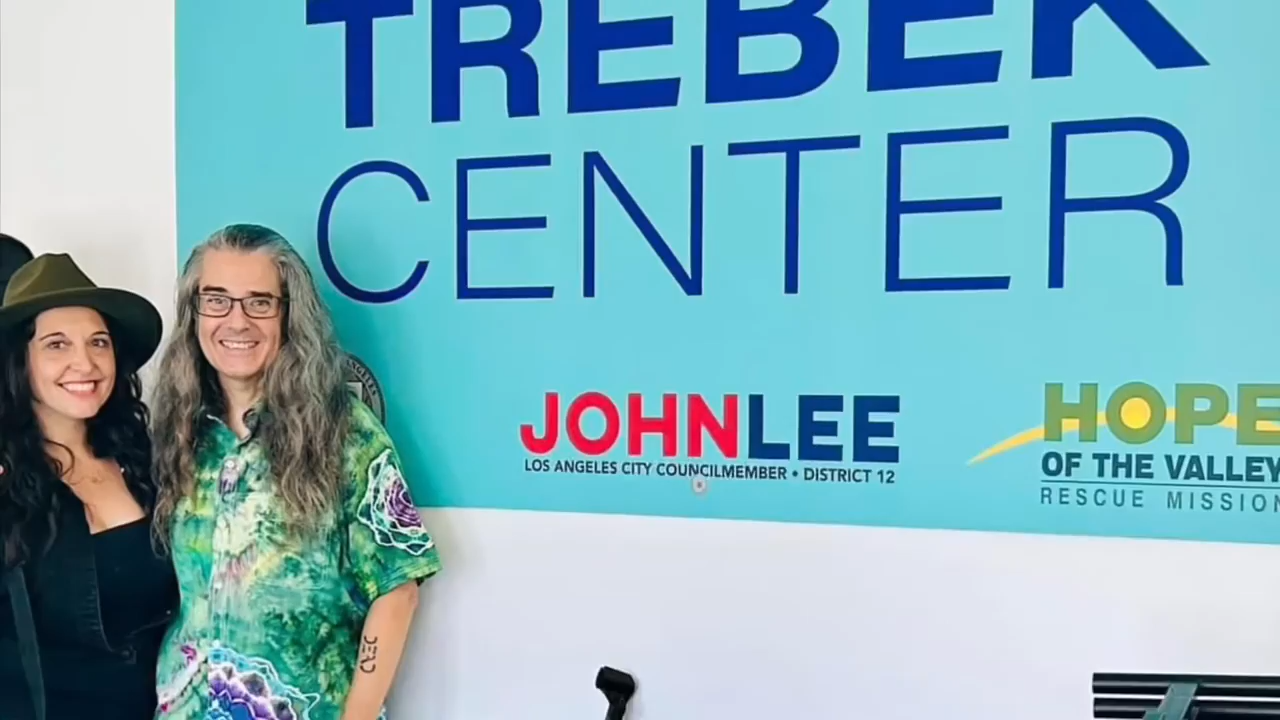 TREBEK
CENTER
JOHNLEE
LOS ANGELES CITY COUNCILMEMBER • DISTRICT 12
HOPE
OF THE VALLEY
RESCUE MISSION